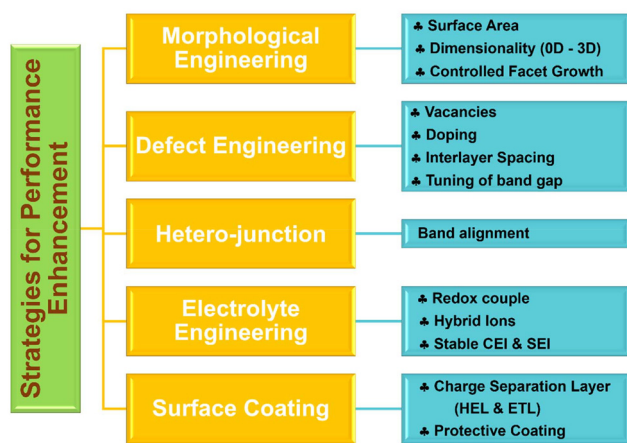 Strategies for Performance
Enhancement
Morphological
Engineering
♣ Surface Area
♣ Dimensionality (0D - 3D)
♣ Controlled Facet Growth
Defect Engineering
♣ Vacancies
♣ Doping
♣ Interlayer Spacing
♣ Tuning of band gap
Hetero-junction
Band alignment
Electrolyte
Engineering
♣ Redox couple
♣ Hybrid Ions
♣ Stable CEI & SEI
Surface Coating
♣ Charge Separation Layer
(HEL & ETL)
♣ Protective Coating